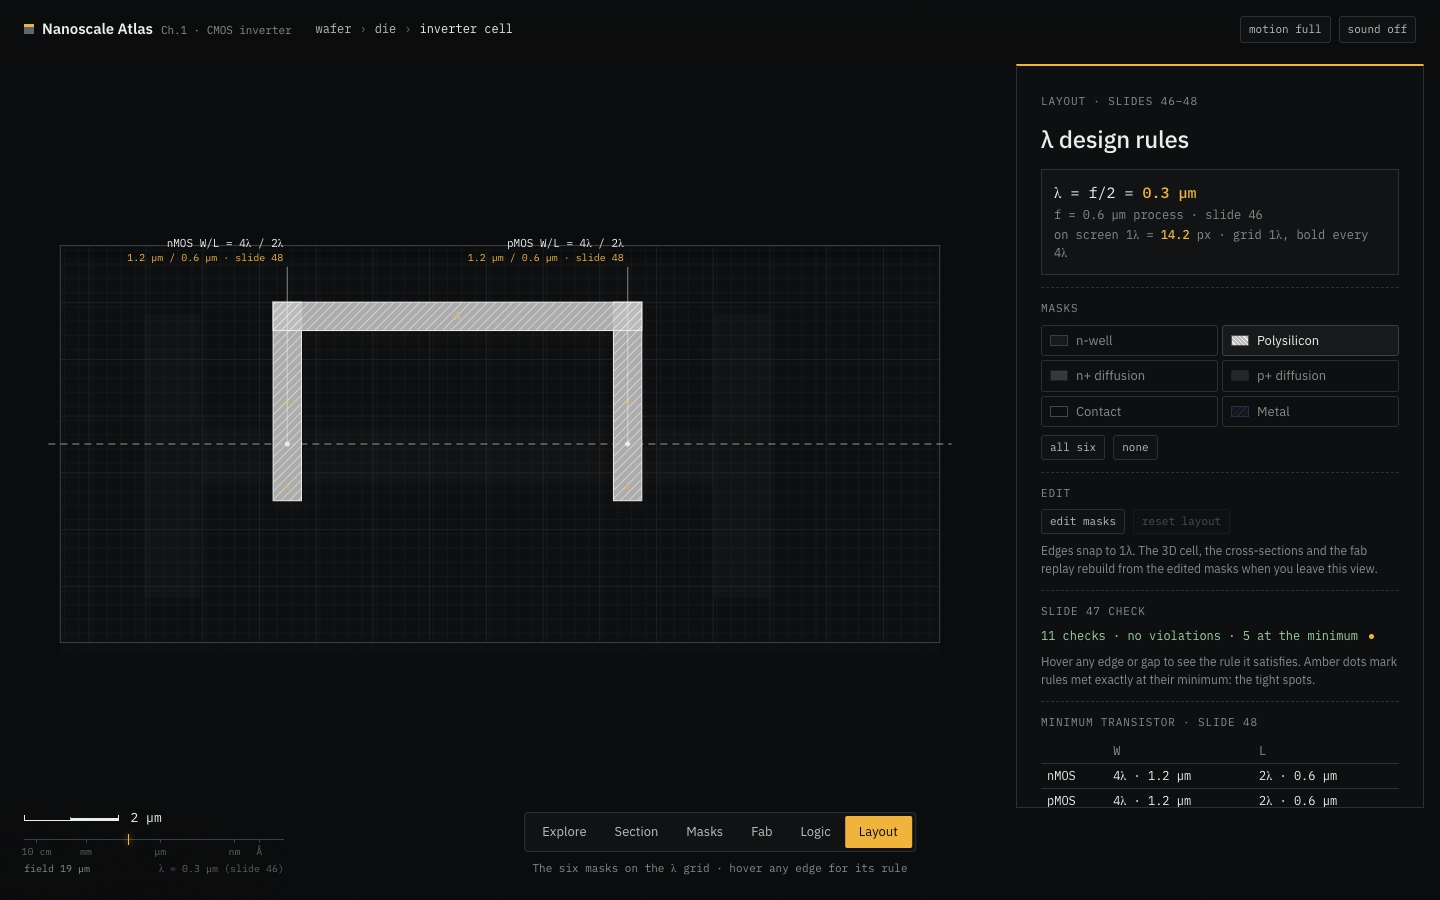 Nanoscale Atlas Ch.1 · CMOS inverter wafer › die › inverter cell
motion full sound off
nMOS W/L = 4λ / 2λ
1.2 µm / 0.6 µm · slide 48
pMOS W/L = 4λ / 2λ
1.2 µm / 0.6 µm · slide 48
LAYOUT · SLIDES 46–48
λ design rules
λ = f/2 = 0.3 µm
f = 0.6 µm process · slide 46
on screen 1λ = 14.2 px · grid 1λ, bold every
4λ
MASKS
n-well Polysilicon
n+ diffusion p+ diffusion
Contact Metal
all six none
EDIT
edit masks reset layout
Edges snap to 1λ. The 3D cell, the cross-sections and the fab
replay rebuild from the edited masks when you leave this view.
SLIDE 47 CHECK
11 checks · no violations · 5 at the minimum
Hover any edge or gap to see the rule it satisfies. Amber dots mark
rules met exactly at their minimum: the tight spots.
MINIMUM TRANSISTOR · SLIDE 48
W L
nMOS 4λ · 1.2 µm 2λ · 0.6 µm
pMOS 4λ · 1.2 µm 2λ · 0.6 µm
2 µm
10 cm mm µm nm Å
field 19 µm λ = 0.3 µm (slide 46)
Explore Section Masks Fab Logic Layout
The six masks on the λ grid · hover any edge for its rule